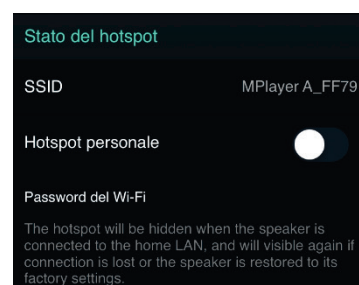 Stato del hotspot
SSID MPlayer A_FF79
Hotspot personale
Password del Wi-Fi
The hotspot will be hidden when the speaker is
connected to the home LAN, and will visible again if
connection is lost or the speaker is restored to its
factory settings.